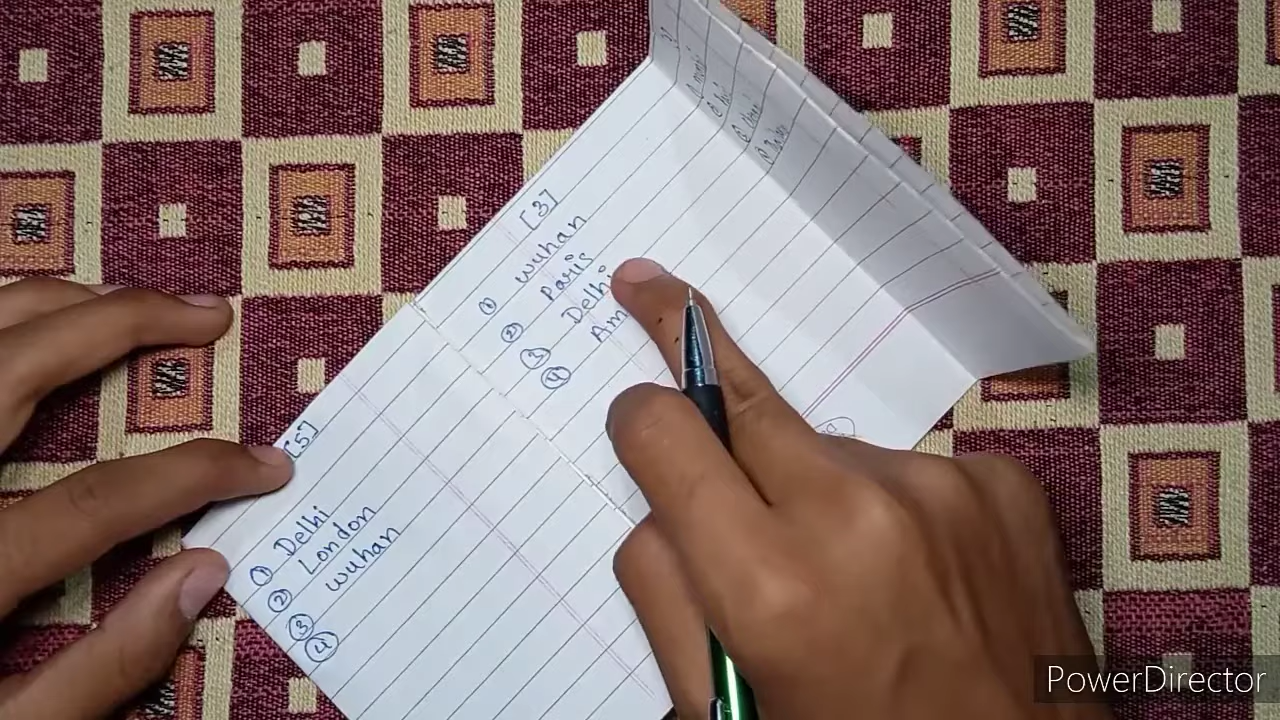 [3]
① wuhan
② Paris
③ Delhi
④ Am
[5]
① Delhi
② London
③ wuhan
④
PowerDirector